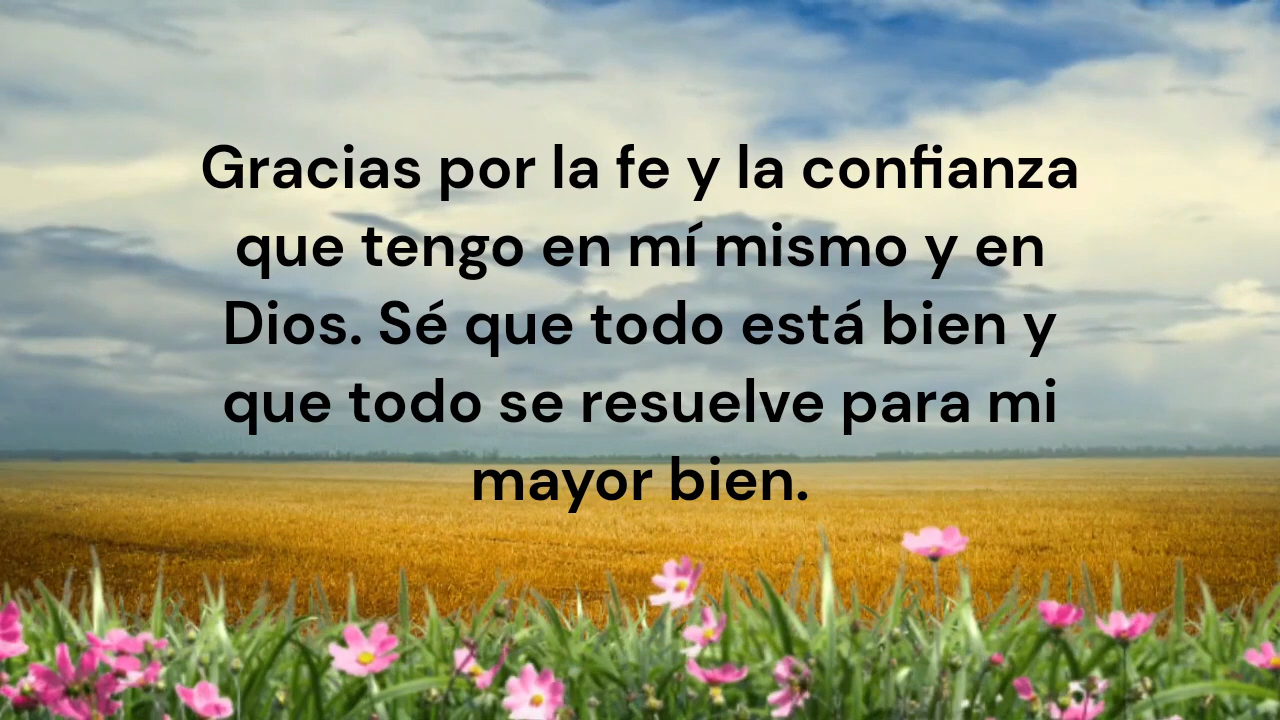 Gracias por la fe y la confianza
que tengo en mí mismo y en
Dios. Sé que todo está bien y
que todo se resuelve para mi
mayor bien.